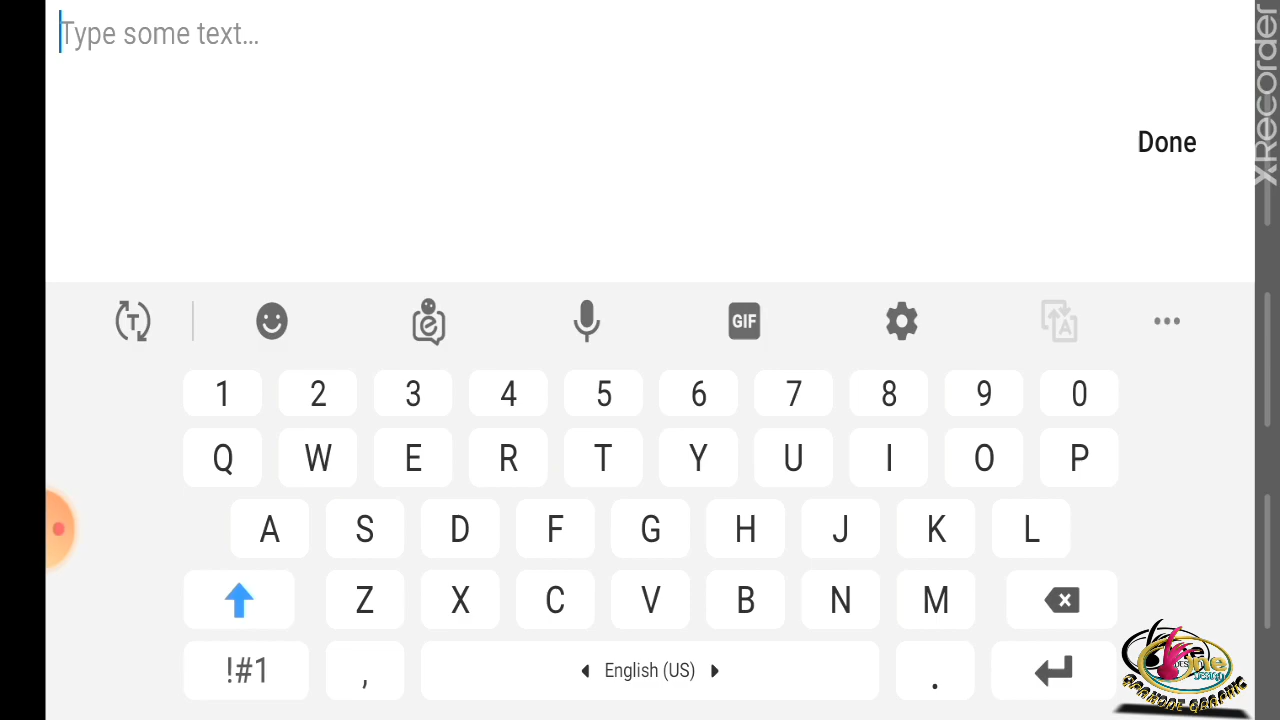 Type some text...
XRecorder
Done
GIF
1 2 3 4 5 6 7 8 9 0
Q W E R T Y U I O P
A S D F G H J K L
Z X C V B N M
!#1 , English (US) .